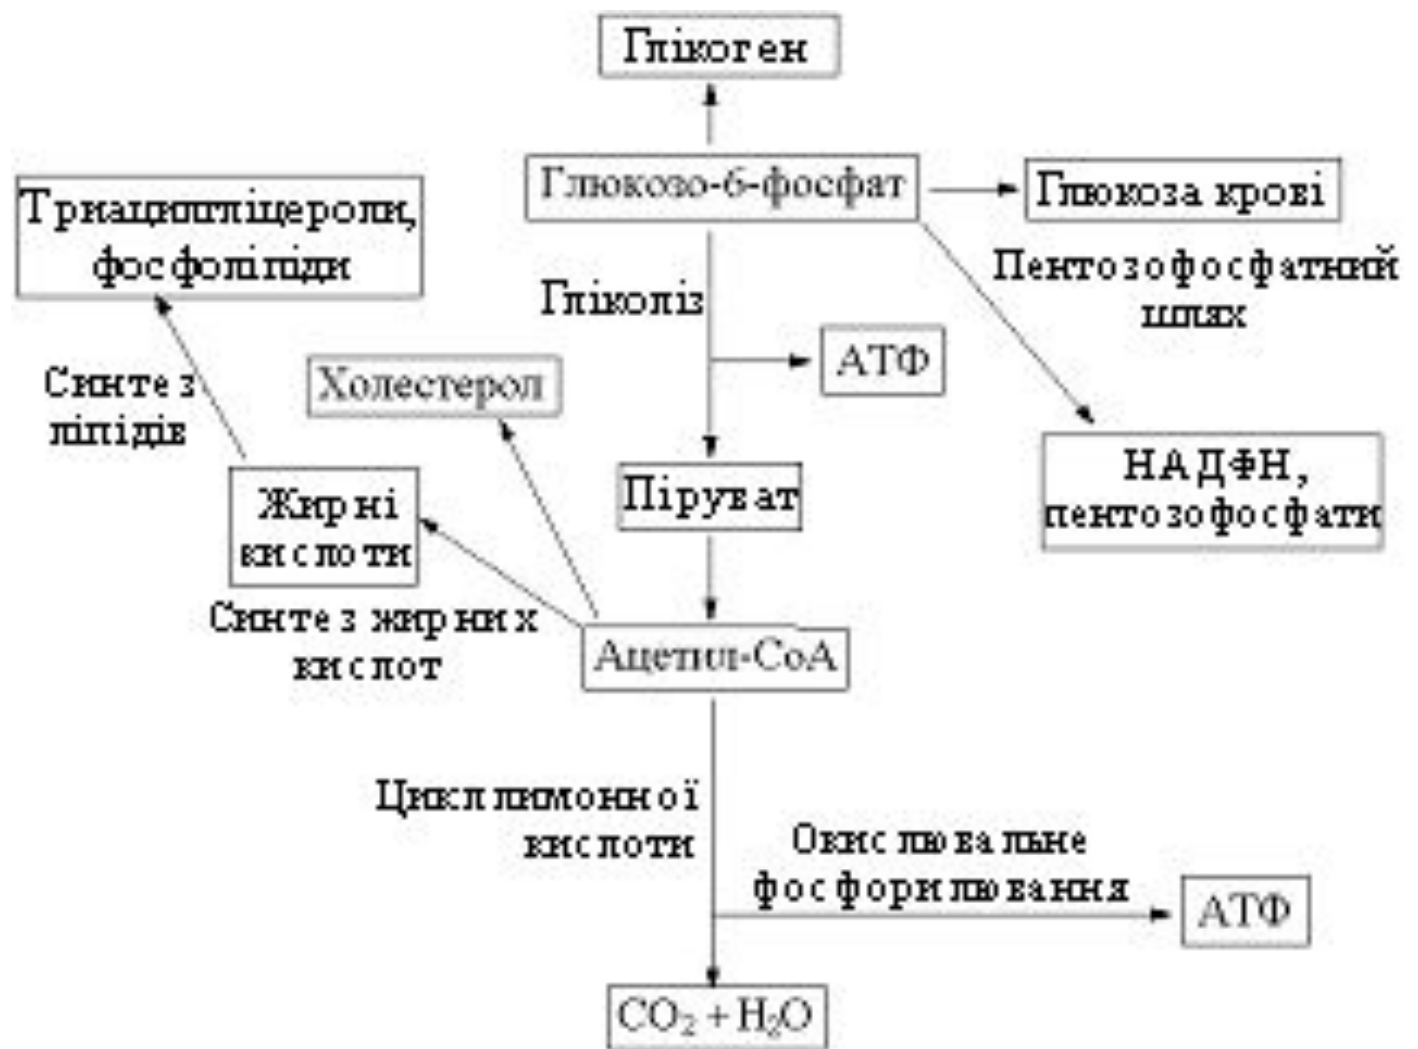 Глікоген
Глюкозо-6-фосфат
Глюкоза крові
Триацилгліцероли,
фосфоліпіди
Пентозофосфатний
шлях
Гліколіз
АТФ
Холестерол
Синтез
ліпідів
Піруват
НАДФН,
пентозофосфати
Жирні
кислоти
Синтез жирних
кислот
Ацетил-СоА
Цикл лимонної
кислоти
Окислювальне
фосфорилювання
АТФ
CO₂ + H₂O